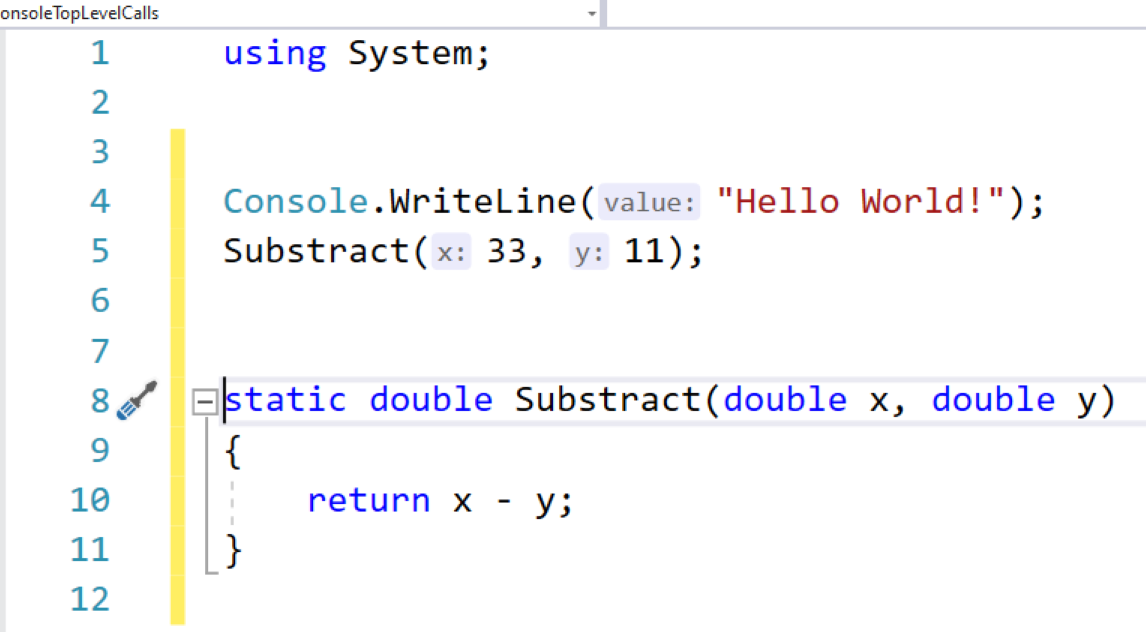 onsoleTopLevelCalls
1 using System;
2
3
4 Console.WriteLine(value: "Hello World!");
5 Substract(x: 33, y: 11);
6
7
8 static double Substract(double x, double y)
9 {
10 return x - y;
11 }
12